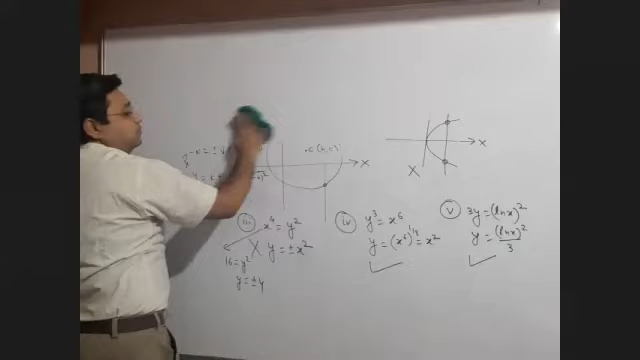 X
X
X
(iii) x⁴ = y²
X y = ± x²
16 = y²
y = ± 4
(iv) y³ = x⁶
y = (x⁶)^{1/3} = x²
(v) 3y = (ln x)²
y = (ln x)² / 3